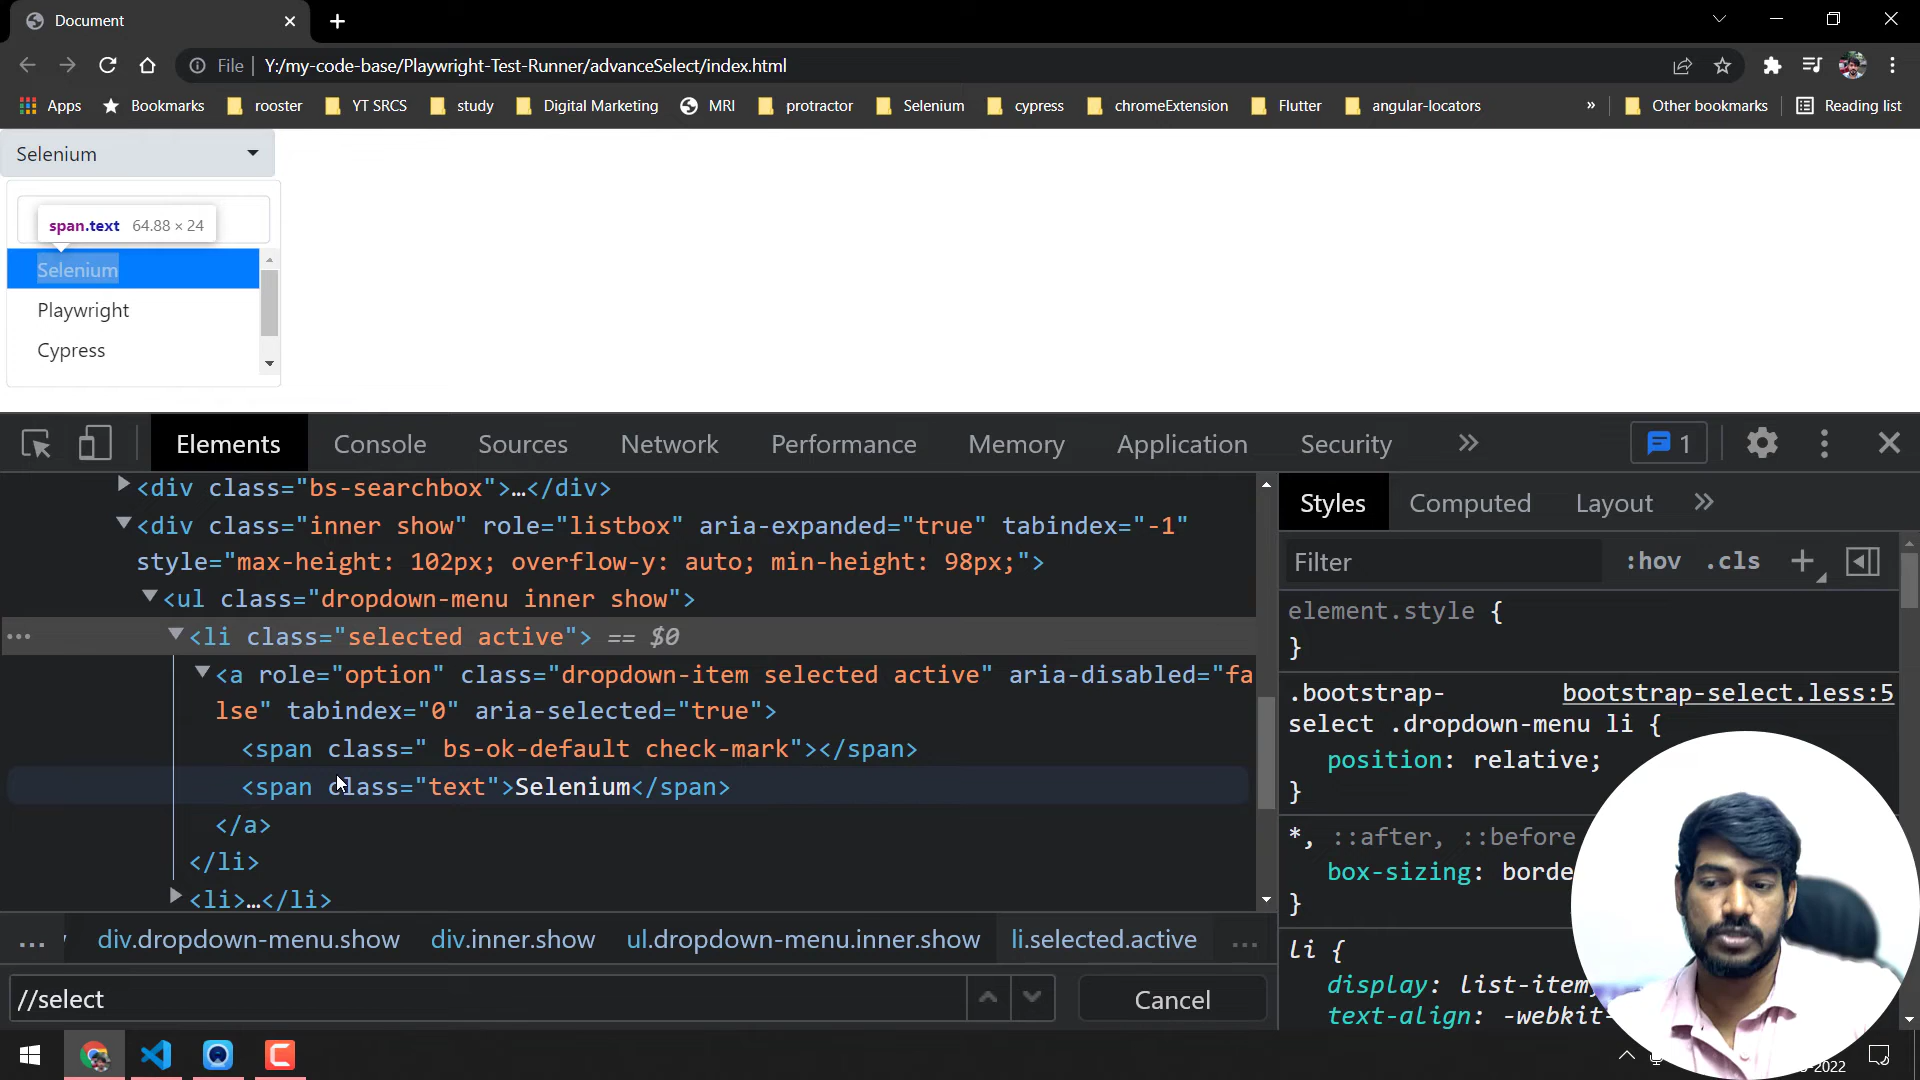 Document
File Y:/my-code-base/Playwright-Test-Runner/advanceSelect/index.html
Apps Bookmarks rooster YT SRCS study Digital Marketing MRI protractor Selenium cypress chromeExtension Flutter angular-locators » Other bookmarks Reading list
Selenium
span.text 64.88 × 24
Selenium
Playwright
Cypress
Elements Console Sources Network Performance Memory Application Security » 1
<div class="bs-searchbox">…</div>
<div class="inner show" role="listbox" aria-expanded="true" tabindex="-1"
style="max-height: 102px; overflow-y: auto; min-height: 98px;">
<ul class="dropdown-menu inner show">
<li class="selected active"> == $0
<a role="option" class="dropdown-item selected active" aria-disabled="fa
lse" tabindex="0" aria-selected="true">
<span class=" bs-ok-default check-mark"></span>
<span class="text">Selenium</span>
</a>
</li>
<li>…</li>
... div.dropdown-menu.show div.inner.show ul.dropdown-menu.inner.show li.selected.active ...
//select Cancel
Styles Computed Layout »
Filter :hov .cls +
element.style {
}
.bootstrap- bootstrap-select.less:5
select .dropdown-menu li {
position: relative;
}
*, ::after, ::before
box-sizing: borde
}
li {
display: list-item
text-align: -webkit-
-2022